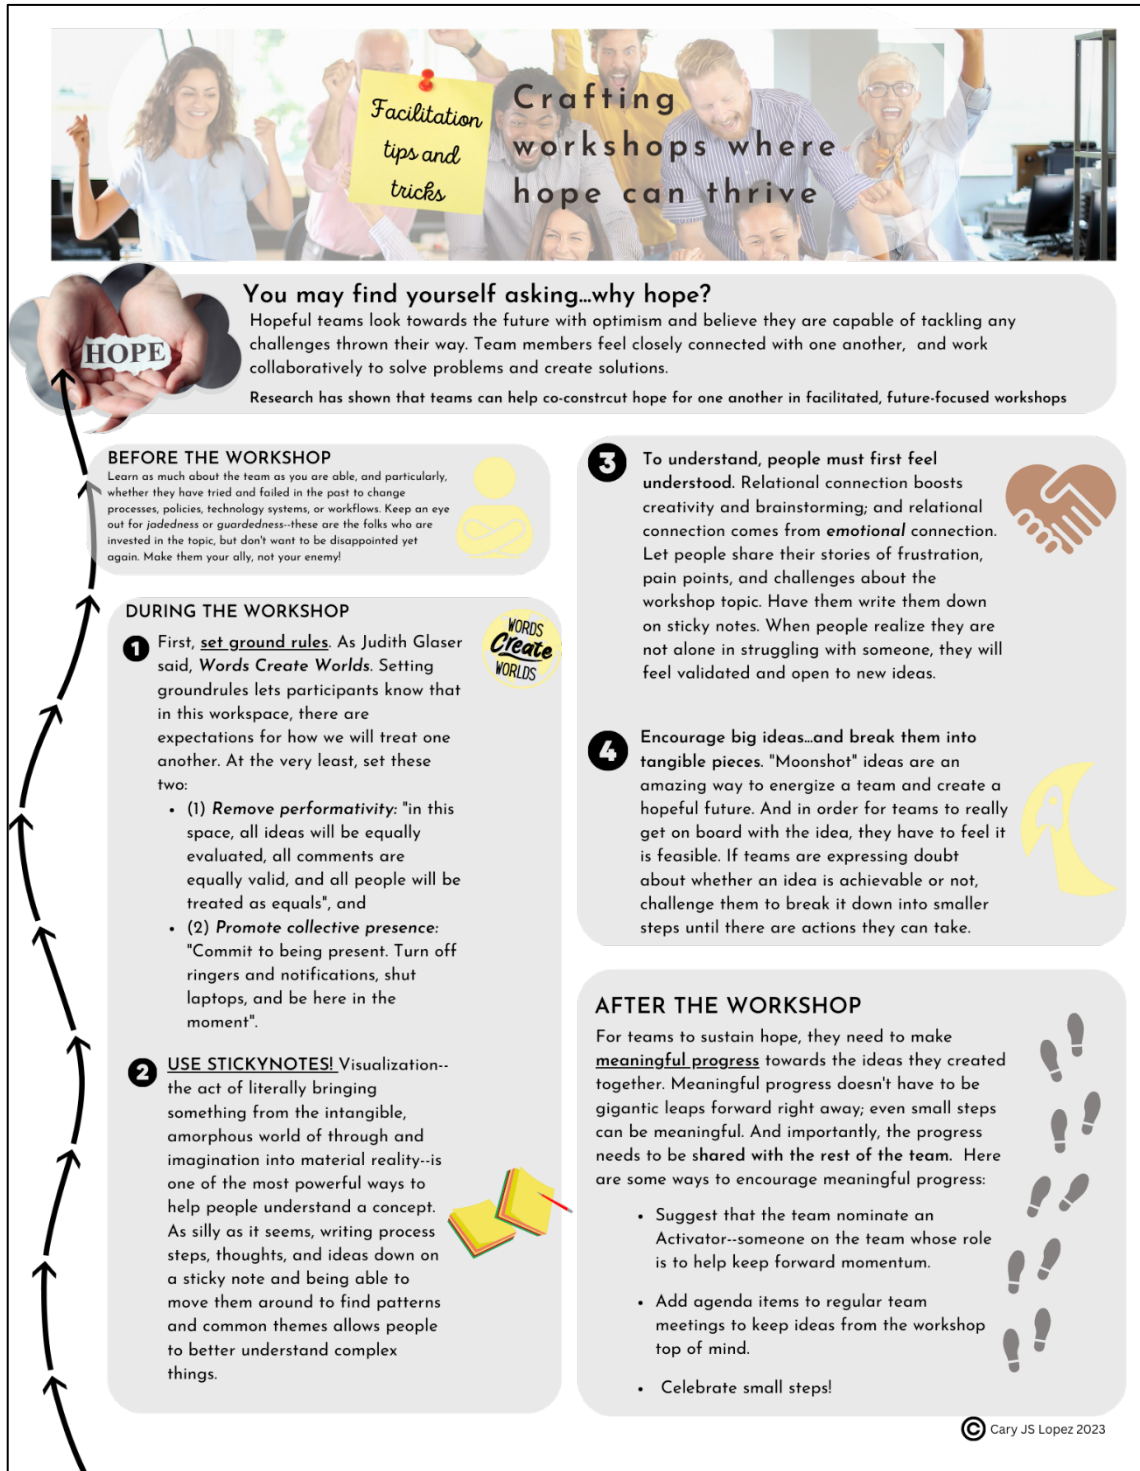 Facilitation
tips and
tricks
Crafting
workshops where
hope can thrive
HOPE
You may find yourself asking...why hope?
Hopeful teams look towards the future with optimism and believe they are capable of tackling any
challenges thrown their way. Team members feel closely connected with one another, and work
collaboratively to solve problems and create solutions.
Research has shown that teams can help co-constrcut hope for one another in facilitated, future-focused workshops
BEFORE THE WORKSHOP
Learn as much about the team as you are able, and particularly,
whether they have tried and failed in the past to change
processes, policies, technology systems, or workflows. Keep an eye
out for jadedness or guardedness--these are the folks who are
invested in the topic, but don't want to be disappointed yet
again. Make them your ally, not your enemy!
DURING THE WORKSHOP
1 First, set ground rules. As Judith Glaser
said, Words Create Worlds. Setting
groundrules lets participants know that
in this workspace, there are
expectations for how we will treat one
another. At the very least, set these
two:
• (1) Remove performativity: "in this
space, all ideas will be equally
evaluated, all comments are
equally valid, and all people will be
treated as equals", and
• (2) Promote collective presence:
"Commit to being present. Turn off
ringers and notifications, shut
laptops, and be here in the
moment".
WORDS
Create
WORLDS
2 USE STICKYNOTES! Visualization--
the act of literally bringing
something from the intangible,
amorphous world of through and
imagination into material reality--is
one of the most powerful ways to
help people understand a concept.
As silly as it seems, writing process
steps, thoughts, and ideas down on
a sticky note and being able to
move them around to find patterns
and common themes allows people
to better understand complex
things.
3 To understand, people must first feel
understood. Relational connection boosts
creativity and brainstorming; and relational
connection comes from emotional connection.
Let people share their stories of frustration,
pain points, and challenges about the
workshop topic. Have them write them down
on sticky notes. When people realize they are
not alone in struggling with someone, they will
feel validated and open to new ideas.
4 Encourage big ideas...and break them into
tangible pieces. "Moonshot" ideas are an
amazing way to energize a team and create a
hopeful future. And in order for teams to really
get on board with the idea, they have to feel it
is feasible. If teams are expressing doubt
about whether an idea is achievable or not,
challenge them to break it down into smaller
steps until there are actions they can take.
AFTER THE WORKSHOP
For teams to sustain hope, they need to make
meaningful progress towards the ideas they created
together. Meaningful progress doesn't have to be
gigantic leaps forward right away; even small steps
can be meaningful. And importantly, the progress
needs to be shared with the rest of the team. Here
are some ways to encourage meaningful progress:
• Suggest that the team nominate an
Activator--someone on the team whose role
is to help keep forward momentum.
• Add agenda items to regular team
meetings to keep ideas from the workshop
top of mind.
• Celebrate small steps!
© Cary JS Lopez 2023